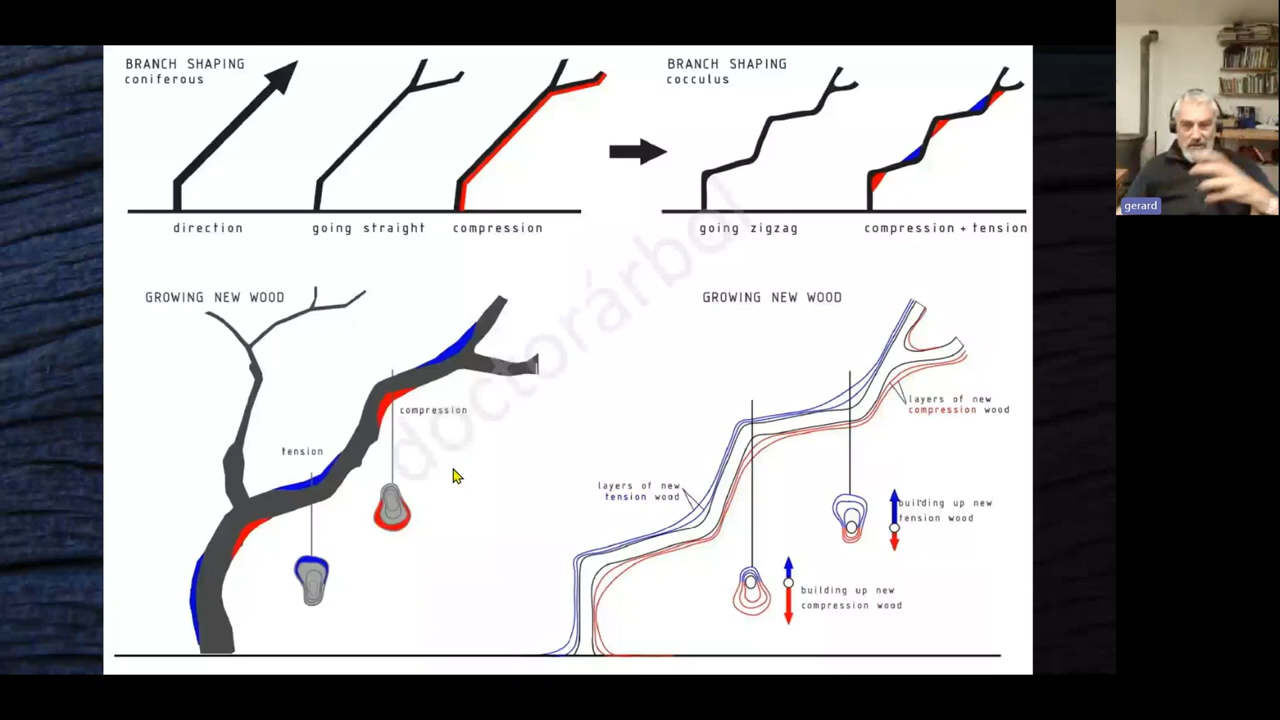 BRANCH SHAPING
coniferous
direction
going straight
compression
BRANCH SHAPING
cocculus
going zigzag
compression + tension
gerard
GROWING NEW WOOD
compression
tension
GROWING NEW WOOD
layers of new
compression wood
layers of new
tension wood
building up new
tension wood
building up new
compression wood
doctorárbol